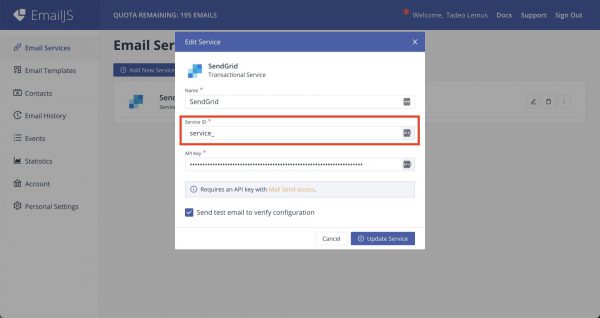 EmailJS
QUOTA REMAINING: 195 EMAILS
Welcome, Tadeo Lemus
Docs
Support
Sign Out
Email Services
Email Templates
Contacts
Email History
Events
Statistics
Account
Personal Settings
Email Ser
Add New Service
Send
Edit Service
X
SendGrid
Transactional Service
Name *
SendGrid
Service ID *
service_
API Key *
••••••••••••••••••••••••••••••••••••••••••••••••••••••••••••••
Requires an API key with Mail Send access.
Send test email to verify configuration
Cancel
Update Service